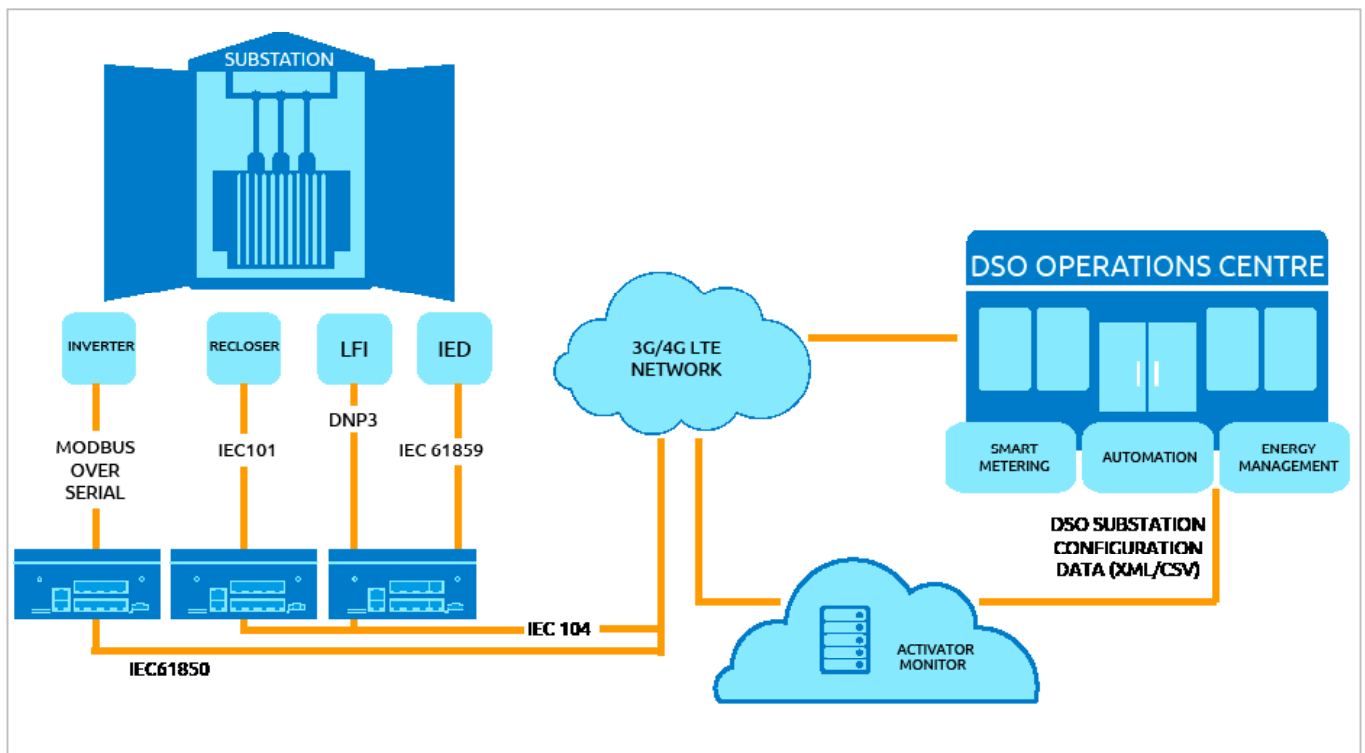 SUBSTATION
DSO OPERATIONS CENTRE
INVERTER
RECLOSER
LFI
IED
3G/4G LTE
NETWORK
DNP3
MODBUS
OVER
SERIAL
IEC101
IEC 61859
SMART
METERING
AUTOMATION
ENERGY
MANAGEMENT
DSO SUBSTATION
CONFIGURATION
DATA (XML/CSV)
IEC 104
IEC61850
ACTIVATOR
MONITOR